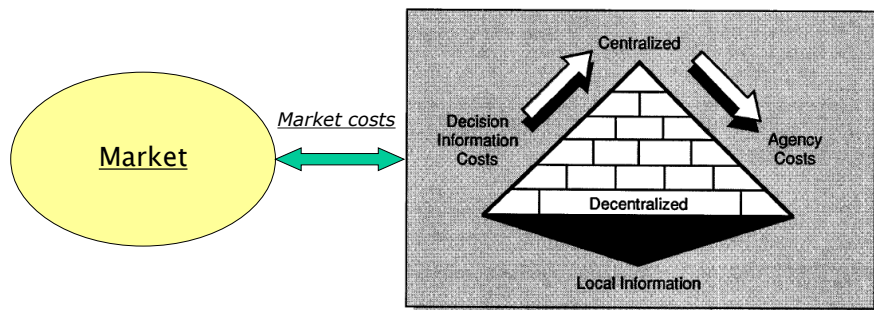 Market
Market costs
Centralized
Decision
Information
Costs
Agency
Costs
Decentralized
Local Information